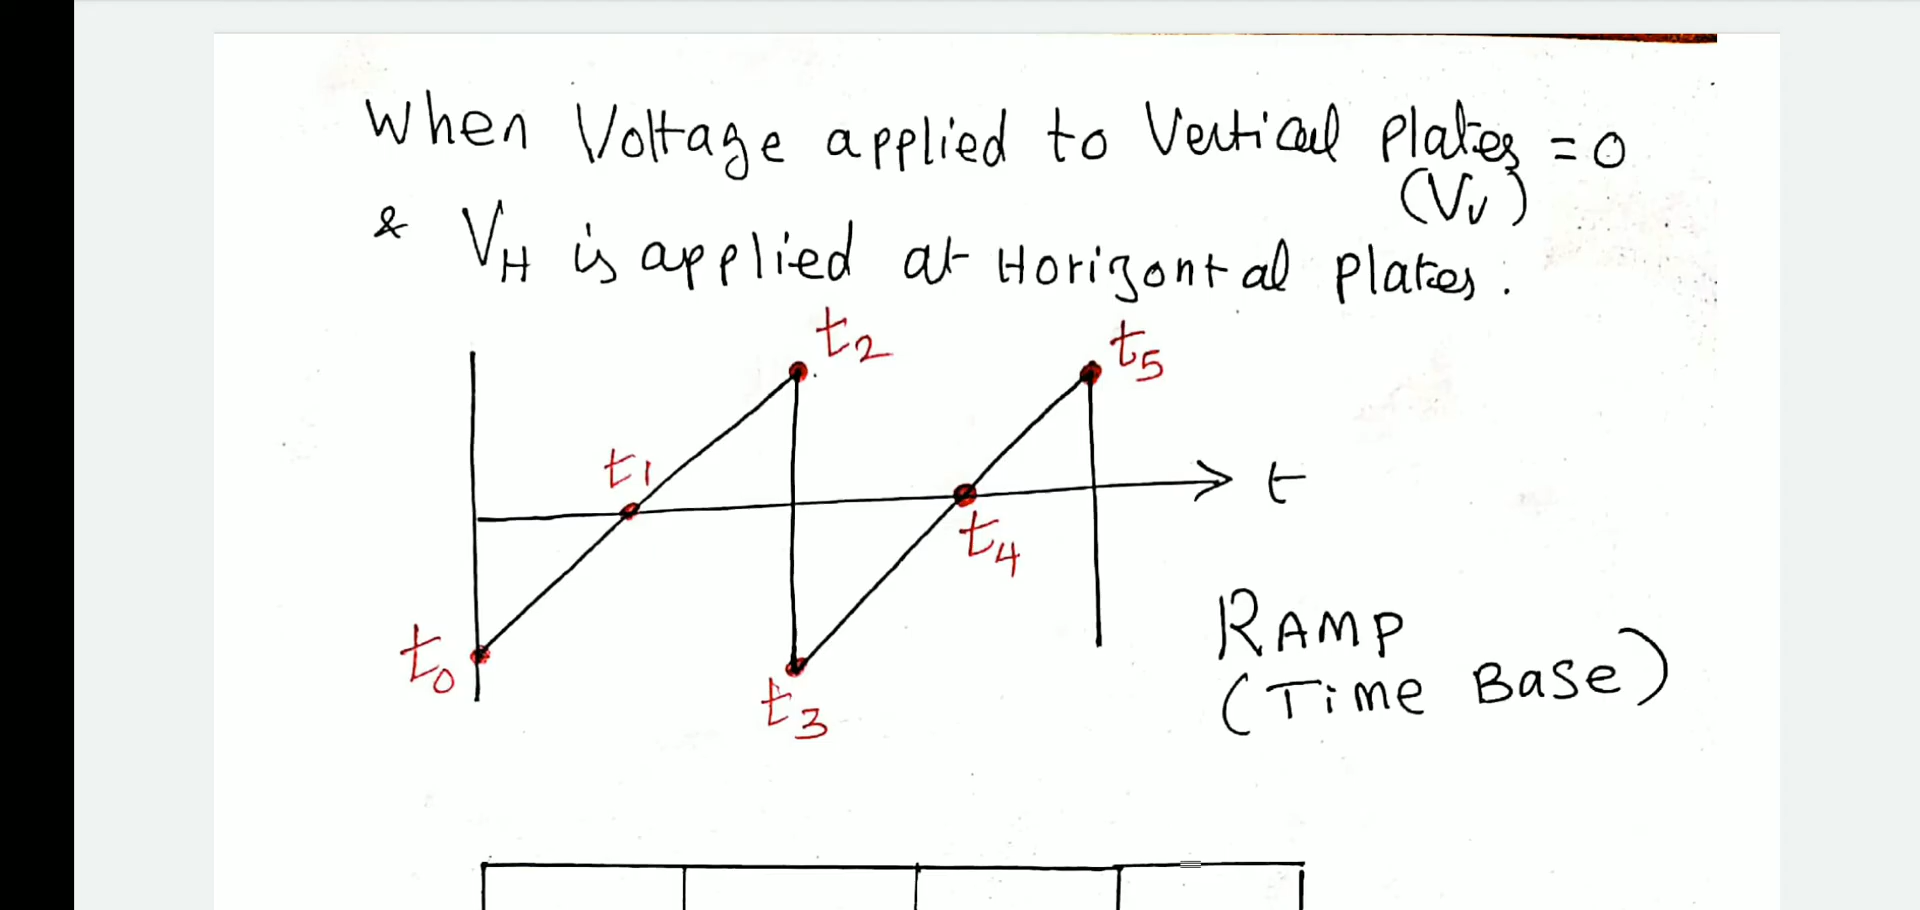 When Voltage applied to Vertical Plates = 0
(Vv)
& VH is applied at Horizontal Plates.
t2
t5
t1
t
t4
t0
t3
RAMP
(Time Base)